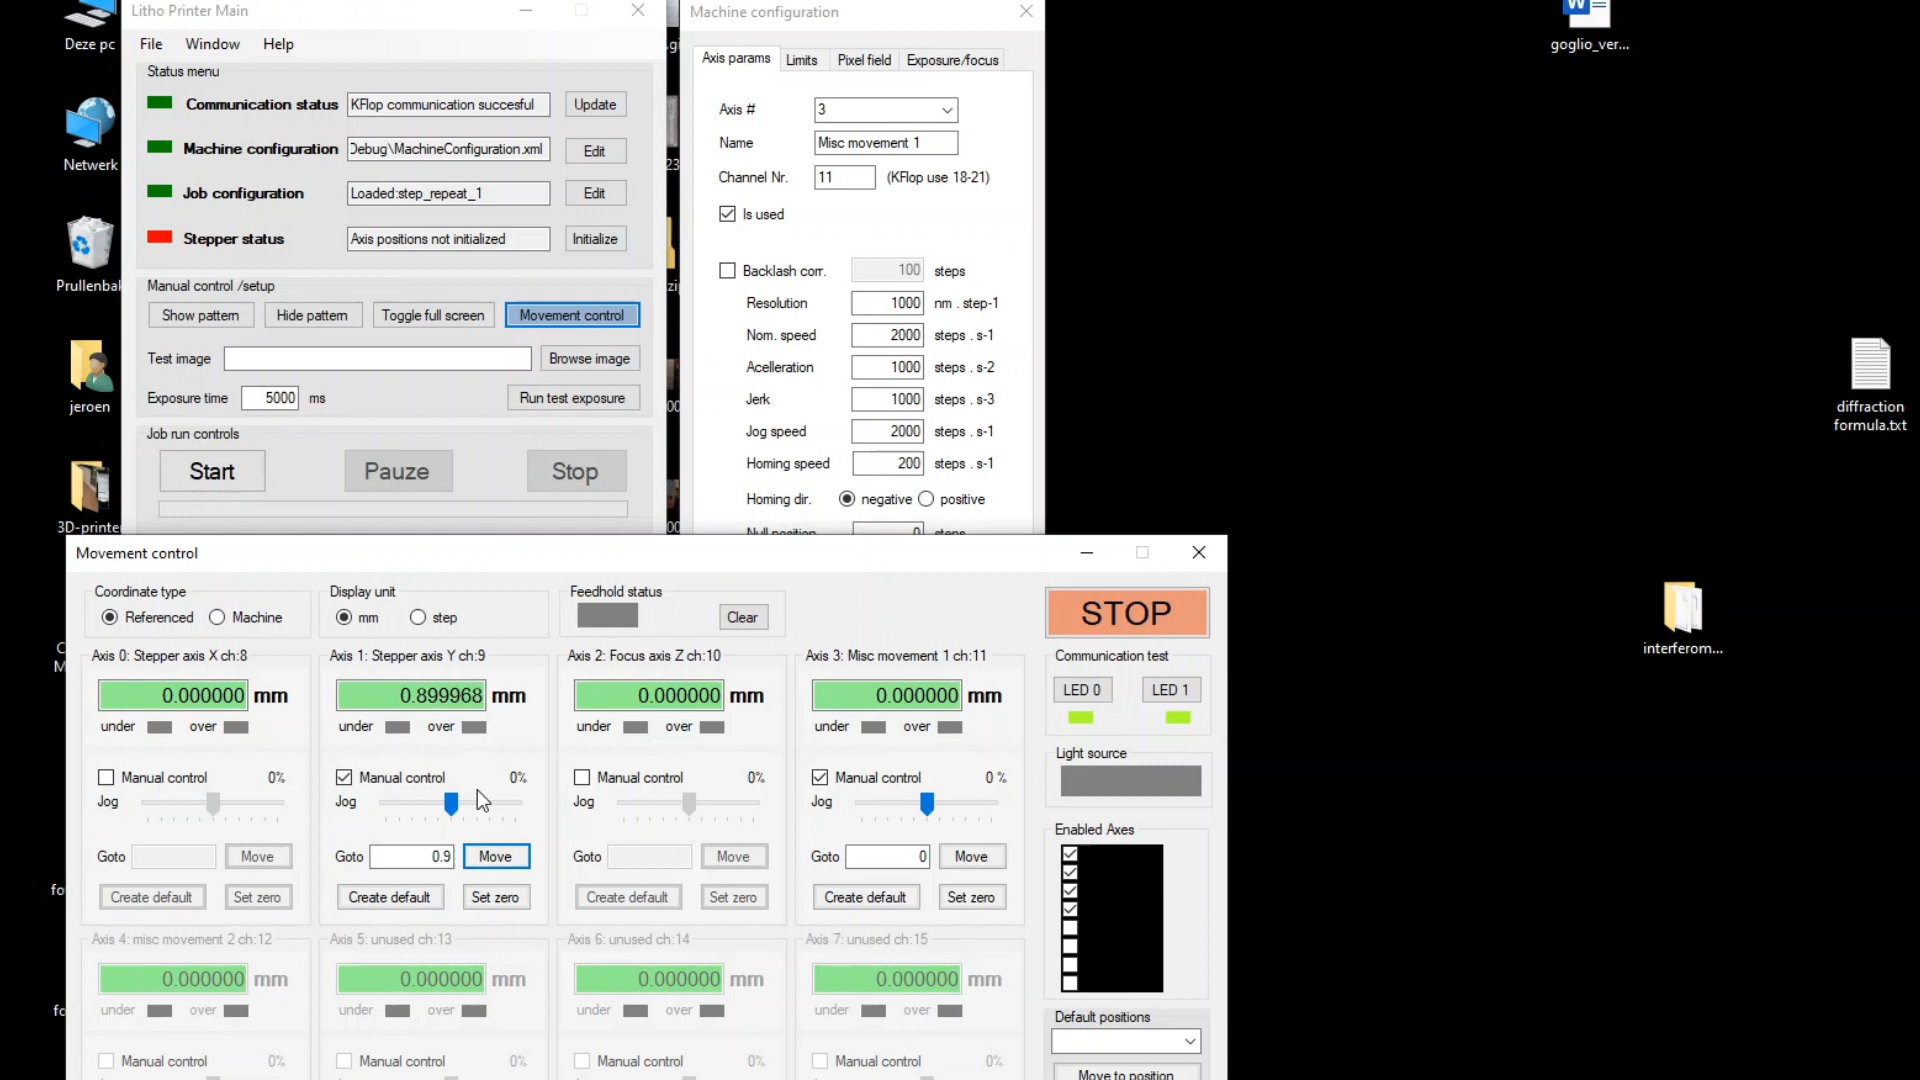 Litho Printer Main
File Window Help
Status menu
Communication status KFlop communication succesful Update
Machine configuration Debug\MachineConfiguration.xml Edit
Job configuration Loaded:step_repeat_1 Edit
Stepper status Axis positions not initialized Initialize
Manual control /setup
Show pattern Hide pattern Toggle full screen Movement control
Test image Browse image
Exposure time 5000 ms Run test exposure
Job run controls
Start Pauze Stop
Machine configuration
Axis params Limits Pixel field Exposure/focus
Axis # 3
Name Misc movement 1
Channel Nr. 11 (KFlop use 18-21)
Is used
Backlash corr. 100 steps
Resolution 1000 nm . step-1
Nom. speed 2000 steps . s-1
Acelleration 1000 steps . s-2
Jerk 1000 steps . s-3
Jog speed 2000 steps . s-1
Homing speed 200 steps . s-1
Homing dir. negative positive
Null position 0 steps
Movement control
Coordinate type
Referenced Machine
Display unit
mm step
Feedhold status
Clear
STOP
Axis 0: Stepper axis X ch:8
0.000000 mm
under over
Manual control 0%
Jog
Goto Move
Create default Set zero
Axis 1: Stepper axis Y ch:9
0.899968 mm
under over
Manual control 0%
Jog
Goto 0.9 Move
Create default Set zero
Axis 2: Focus axis Z ch:10
0.000000 mm
under over
Manual control 0%
Jog
Goto Move
Create default Set zero
Axis 3: Misc movement 1 ch:11
0.000000 mm
under over
Manual control 0 %
Jog
Goto 0 Move
Create default Set zero
Axis 4: misc movement 2 ch:12
0.000000 mm
under over
Manual control 0%
Axis 5: unused ch:13
0.000000 mm
under over
Manual control 0%
Axis 6: unused ch:14
0.000000 mm
under over
Manual control 0%
Axis 7: unused ch:15
0.000000 mm
under over
Manual control 0%
Communication test
LED 0 LED 1
Light source
Enabled Axes
Default positions
Move to position
Deze pc
Netwerk
Prullenbak
jeroen
3D-printe
goglio_ver...
diffraction
formula.txt
interferom...